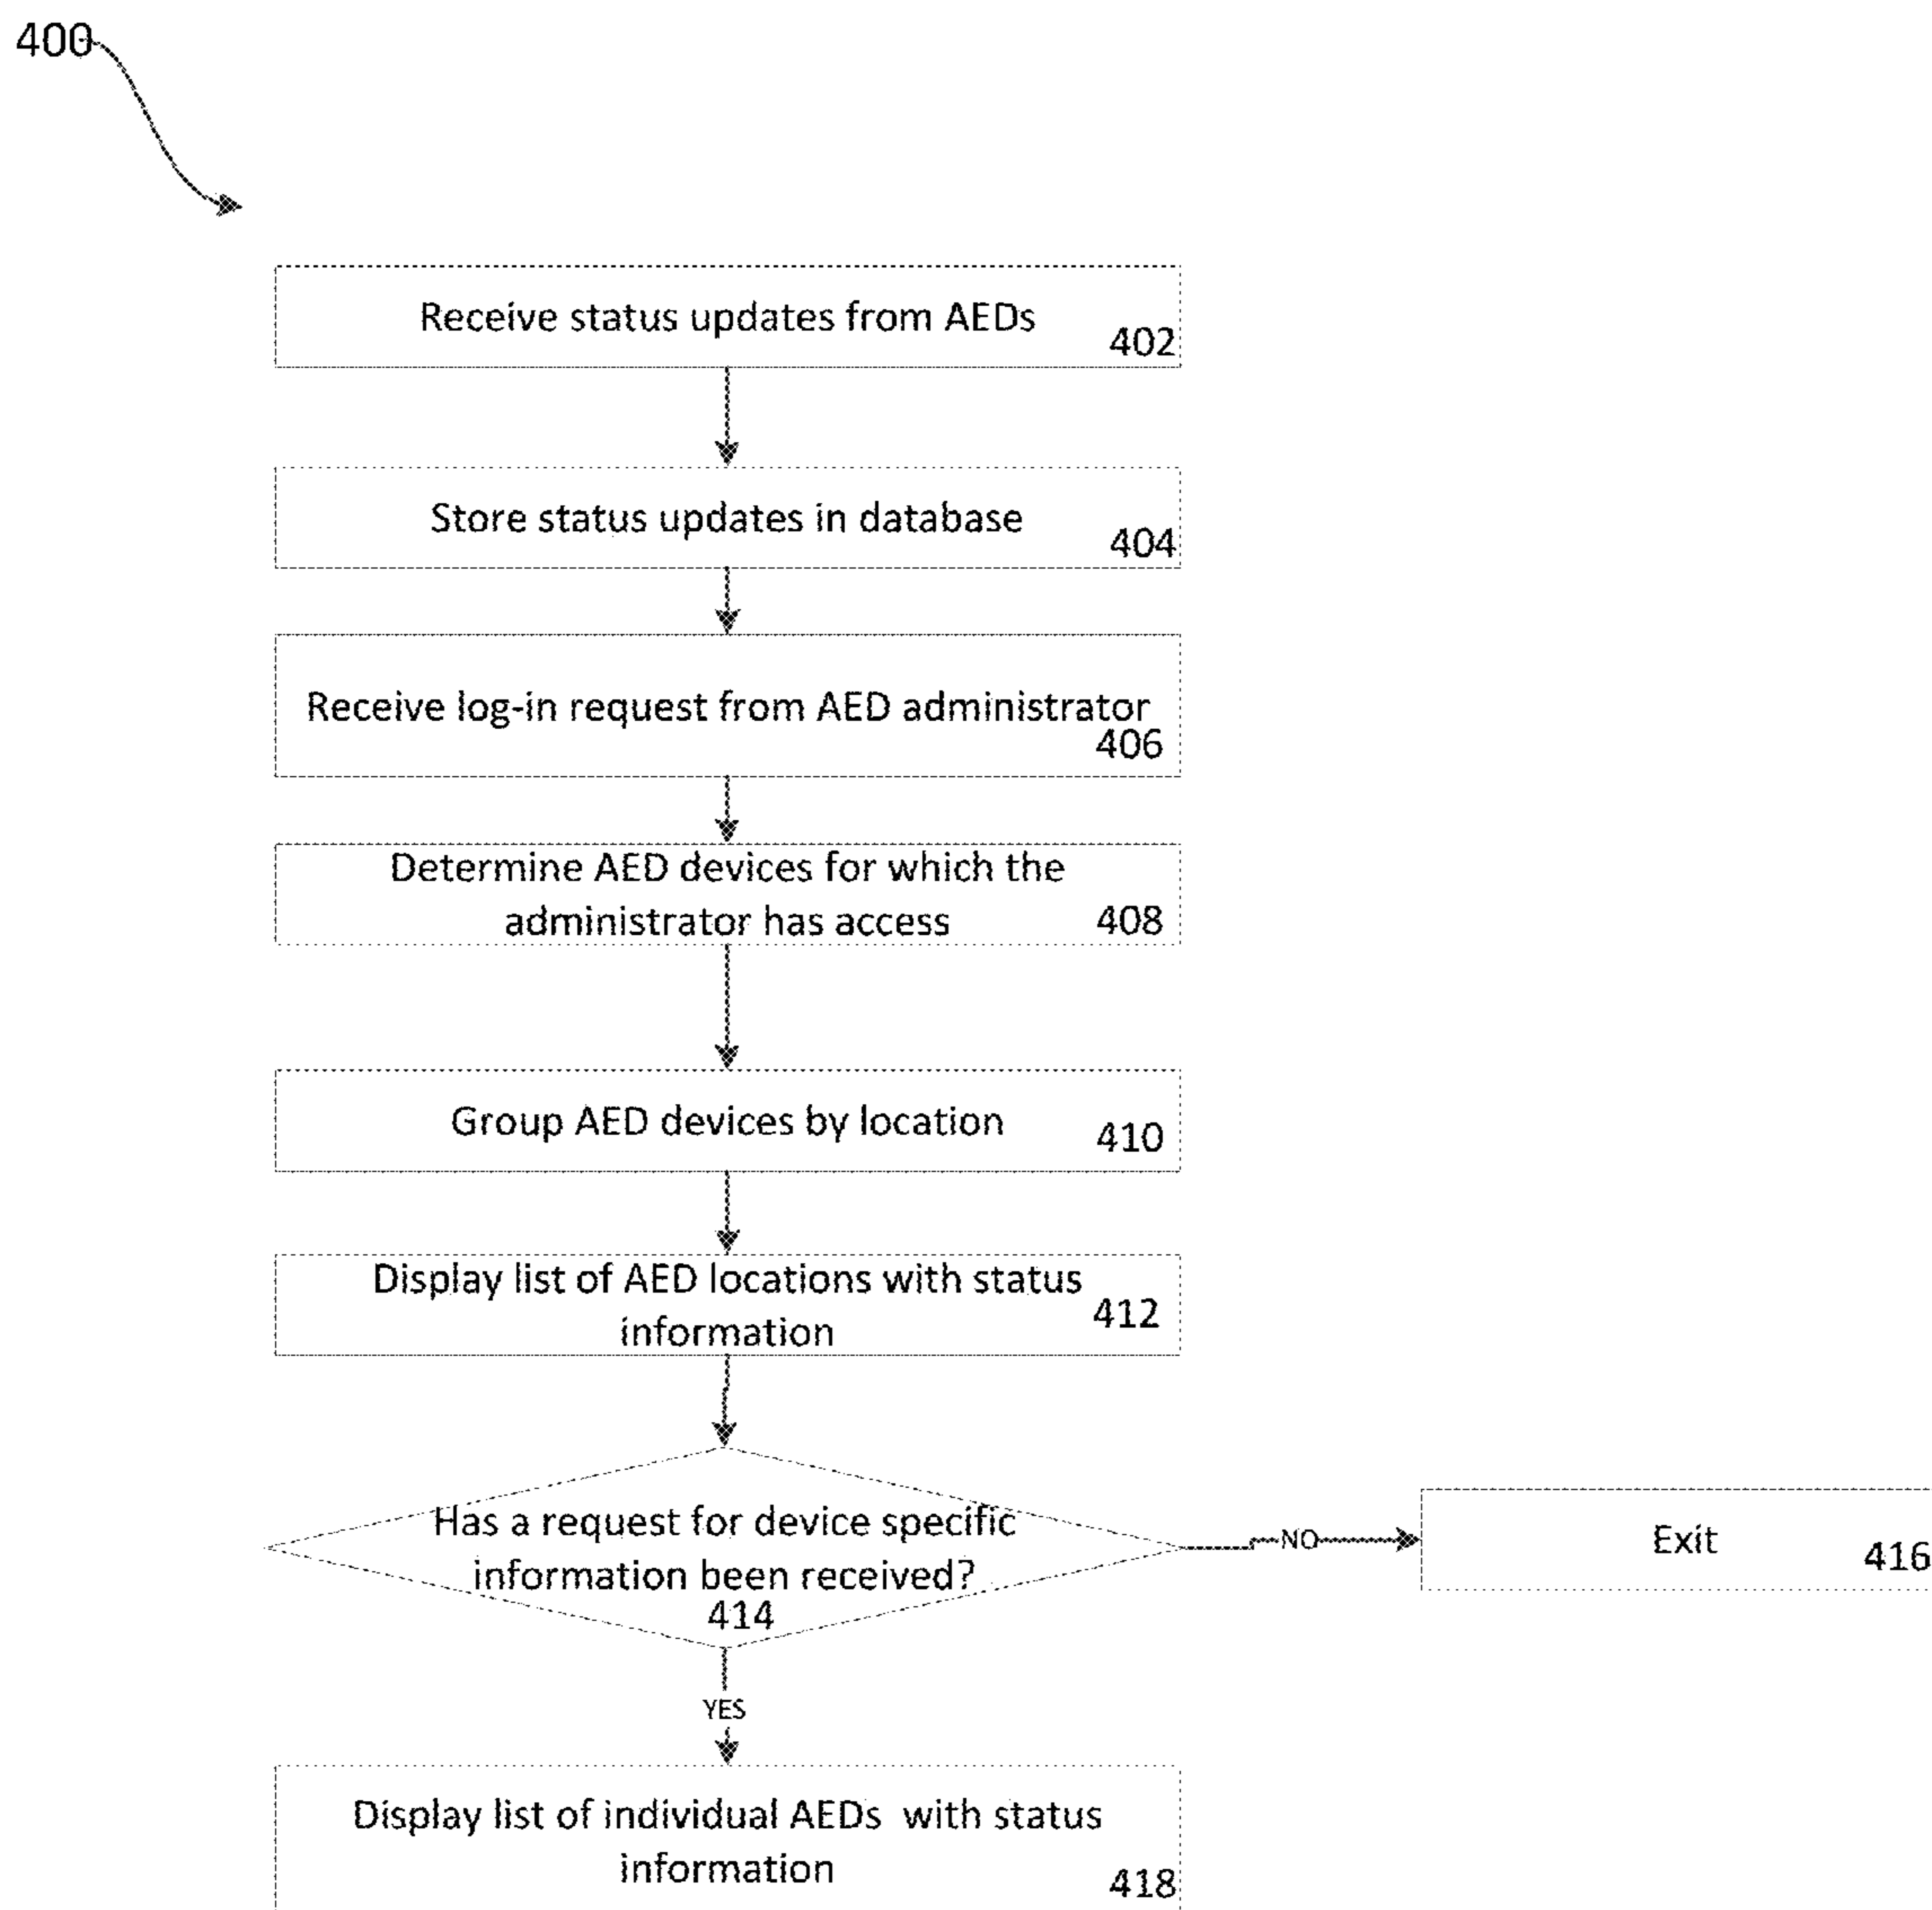 400
Receive status updates from AEDs
402
Store status updates in database
404
Receive log-in request from AED administrator
406
Determine AED devices for which the
administrator has access
408
Group AED devices by location
410
Display list of AED locations with status
information
412
Has a request for device specific
information been received?
414
NO
Exit
416
YES
Display list of individual AEDs with status
information
418